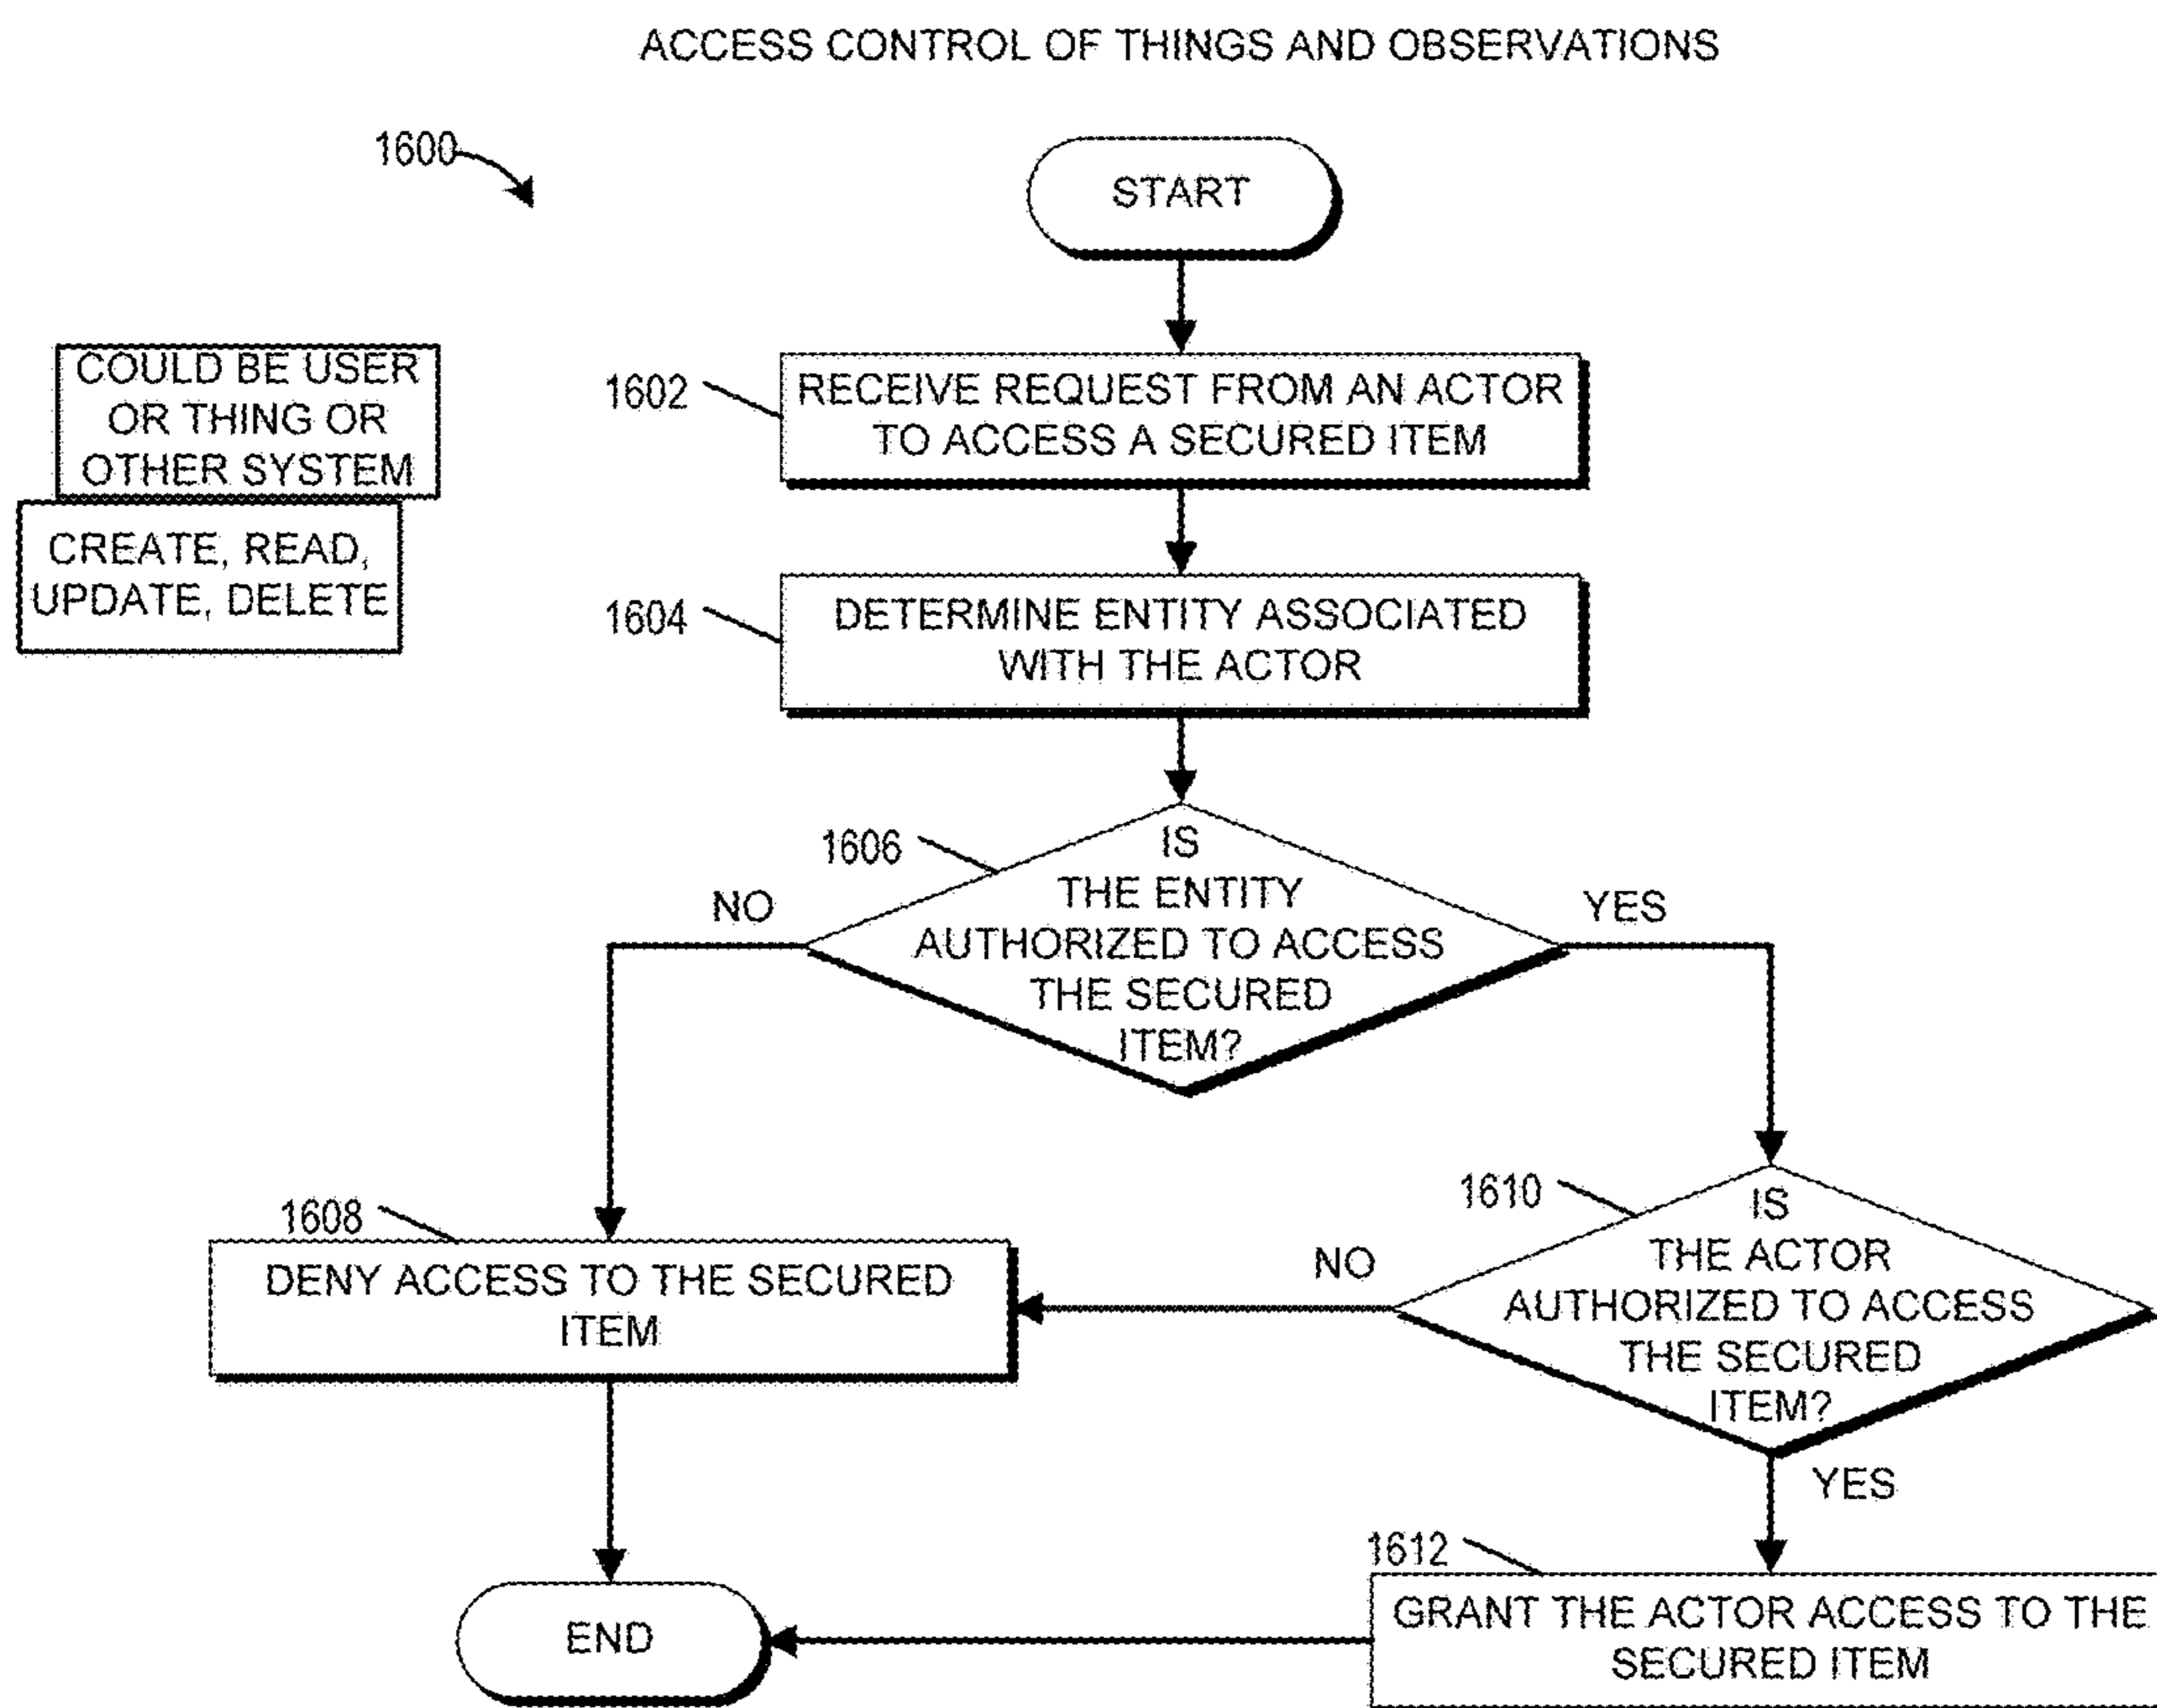 ACCESS CONTROL OF THINGS AND OBSERVATIONS
1600
START
COULD BE USER
OR THING OR
OTHER SYSTEM
CREATE, READ,
UPDATE, DELETE
1602
RECEIVE REQUEST FROM AN ACTOR
TO ACCESS A SECURED ITEM
1604
DETERMINE ENTITY ASSOCIATED
WITH THE ACTOR
1606
IS
THE ENTITY
AUTHORIZED TO ACCESS
THE SECURED
ITEM?
NO
YES
1608
DENY ACCESS TO THE SECURED
ITEM
1610
IS
THE ACTOR
AUTHORIZED TO ACCESS
THE SECURED
ITEM?
NO
YES
1612
GRANT THE ACTOR ACCESS TO THE
SECURED ITEM
END